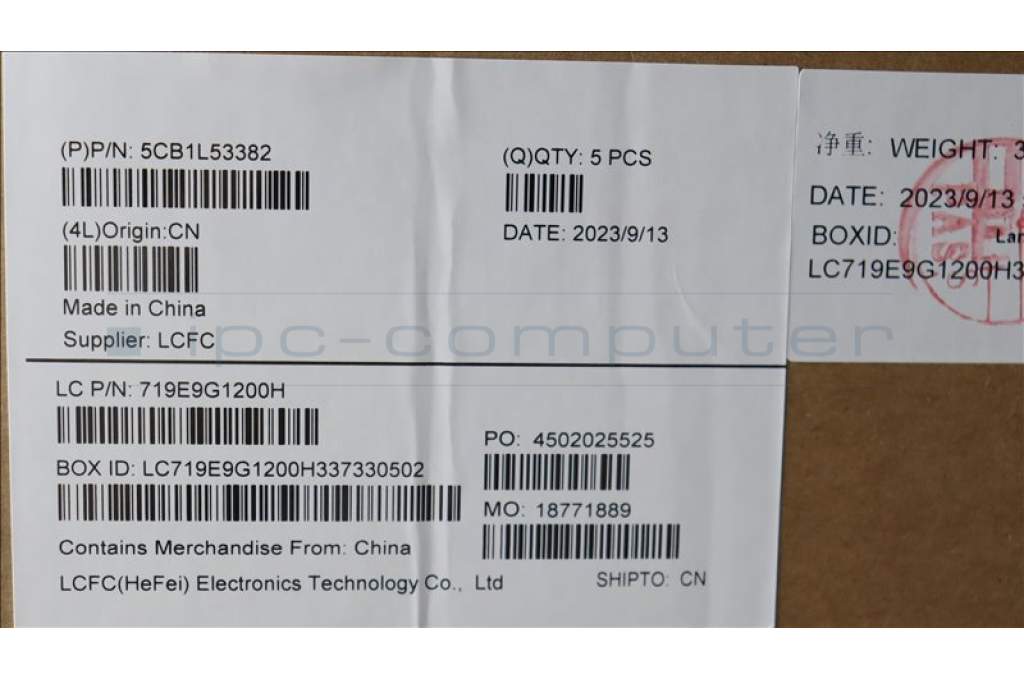 (P)P/N: 5CB1L53382
(Q)QTY: 5 PCS
(4L)Origin:CN
DATE: 2023/9/13
Made in China
Supplier: LCFC
LC P/N: 719E9G1200H
PO: 4502025525
BOX ID: LC719E9G1200H337330502
MO: 18771889
Contains Merchandise From: China
LCFC(HeFei) Electronics Technology Co., Ltd
SHIPTO: CN
净重: WEIGHT: 3
DATE: 2023/9/13
BOXID:
LC719E9G1200H3
ipc-computer